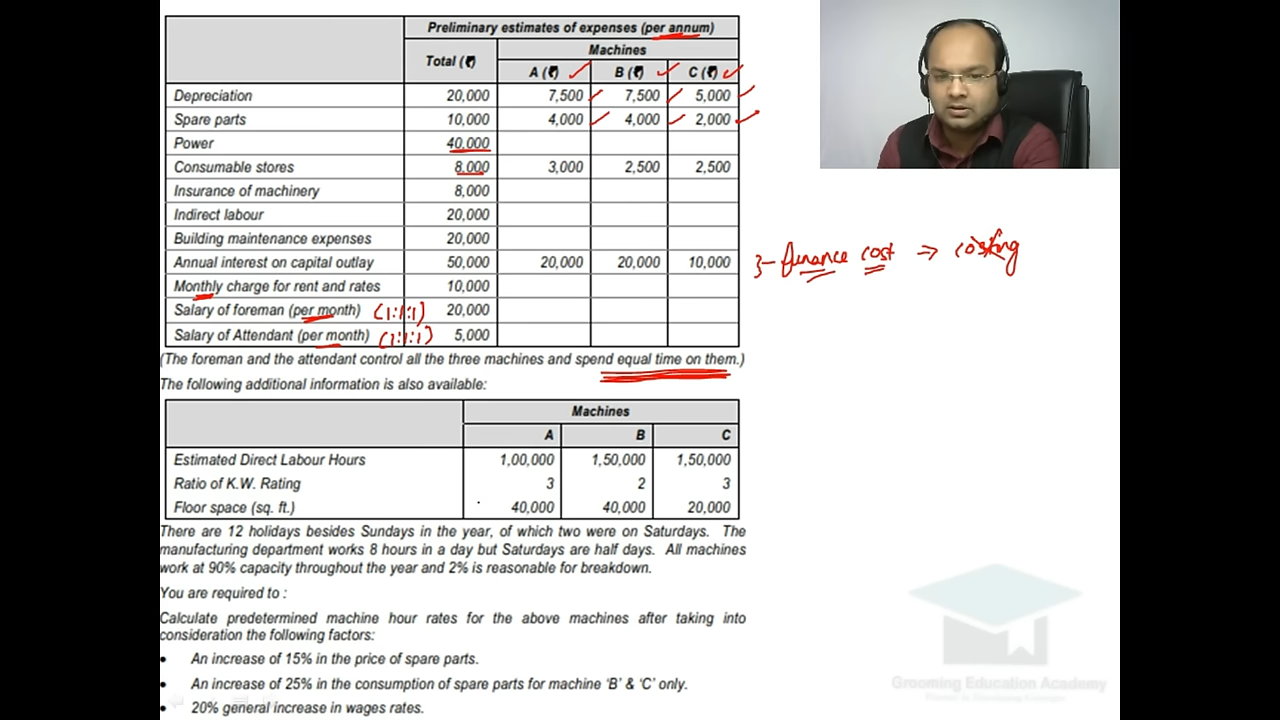 Preliminary estimates of expenses (per annum)
Total (₹) Machines
A (₹) B (₹) C (₹)
Depreciation 20,000 7,500 7,500 5,000
Spare parts 10,000 4,000 4,000 2,000
Power 40,000
Consumable stores 8,000 3,000 2,500 2,500
Insurance of machinery 8,000
Indirect labour 20,000
Building maintenance expenses 20,000
Annual interest on capital outlay 50,000 20,000 20,000 10,000 finance cost ⇒ costing
Monthly charge for rent and rates 10,000
Salary of foreman (per month) (1:1:1) 20,000
Salary of Attendant (per month) (1:1:1) 5,000
(The foreman and the attendant control all the three machines and spend equal time on them.)
The following additional information is also available:
Machines
A B C
Estimated Direct Labour Hours 1,00,000 1,50,000 1,50,000
Ratio of K.W. Rating 3 2 3
Floor space (sq. ft.) 40,000 40,000 20,000
There are 12 holidays besides Sundays in the year, of which two were on Saturdays. The
manufacturing department works 8 hours in a day but Saturdays are half days. All machines
work at 90% capacity throughout the year and 2% is reasonable for breakdown.
You are required to :
Calculate predetermined machine hour rates for the above machines after taking into
consideration the following factors:
• An increase of 15% in the price of spare parts.
• An increase of 25% in the consumption of spare parts for machine 'B' & 'C' only.
• 20% general increase in wages rates.
Grooming Education Academy